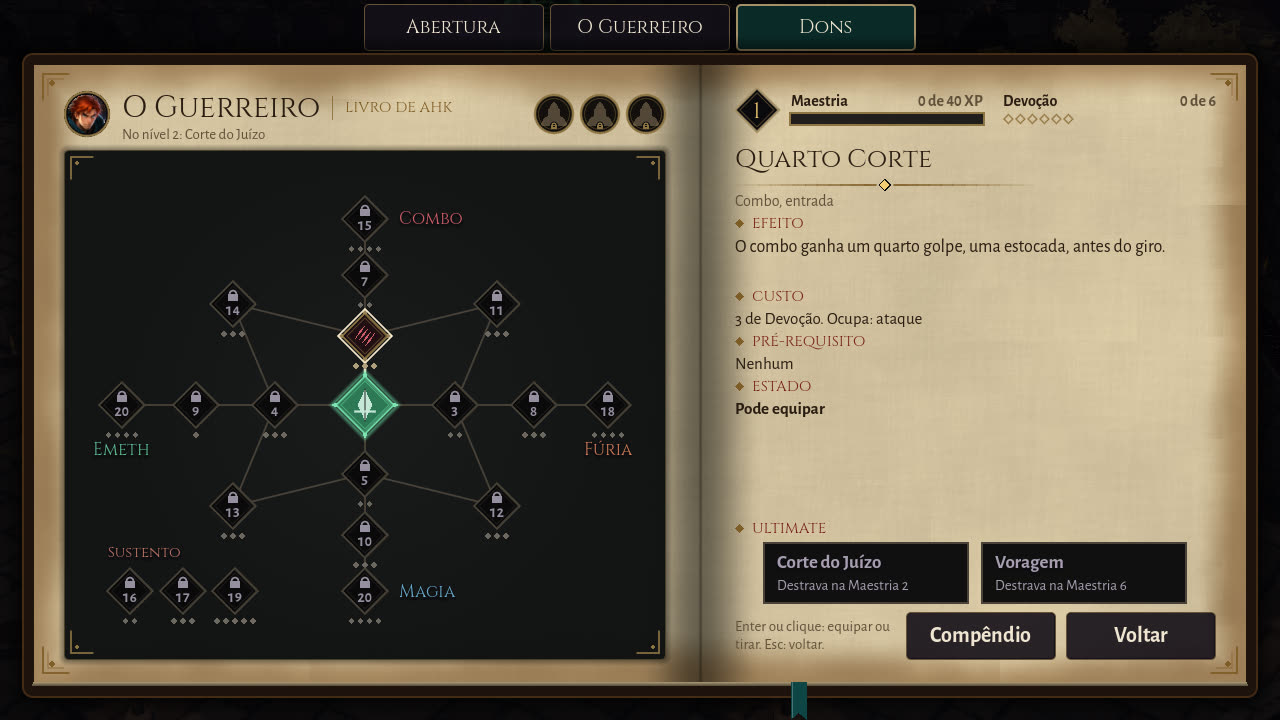 Abertura
O Guerreiro
Dons
O Guerreiro
Livro de Ahk
No nível 2: Corte do Juízo
15
Combo
7
14
11
20
9
4
3
8
18
Emeth
Fúria
5
13
12
10
Sustento
16
17
19
20
Magia
1
Maestria
0 de 40 XP
Devoção
0 de 6
Quarto Corte
Combo, entrada
Efeito
O combo ganha um quarto golpe, uma estocada, antes do giro.
Custo
3 de Devoção. Ocupa: ataque
Pré-requisito
Nenhum
Estado
Pode equipar
Ultimate
Corte do Juízo
Destrava na Maestria 2
Voragem
Destrava na Maestria 6
Enter ou clique: equipar ou
tirar. Esc: voltar.
Compêndio
Voltar